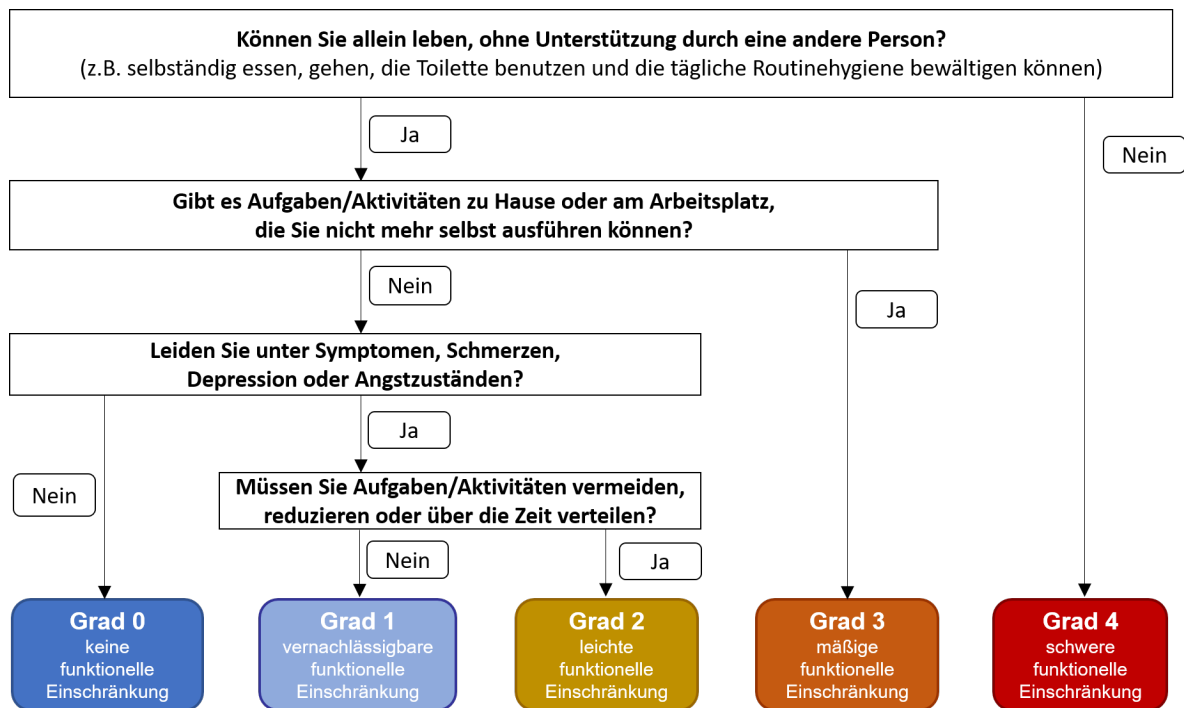 Können Sie allein leben, ohne Unterstützung durch eine andere Person?
(z.B. selbständig essen, gehen, die Toilette benutzen und die tägliche Routinehygiene bewältigen können)
Ja
Nein
Gibt es Aufgaben/Aktivitäten zu Hause oder am Arbeitsplatz,
die Sie nicht mehr selbst ausführen können?
Nein
Ja
Leiden Sie unter Symptomen, Schmerzen,
Depression oder Angstzuständen?
Ja
Nein
Müssen Sie Aufgaben/Aktivitäten vermeiden,
reduzieren oder über die Zeit verteilen?
Nein
Ja
Grad 0
keine
funktionelle
Einschränkung
Grad 1
vernachlässigbare
funktionelle
Einschränkung
Grad 2
leichte
funktionelle
Einschränkung
Grad 3
mäßige
funktionelle
Einschränkung
Grad 4
schwere
funktionelle
Einschränkung